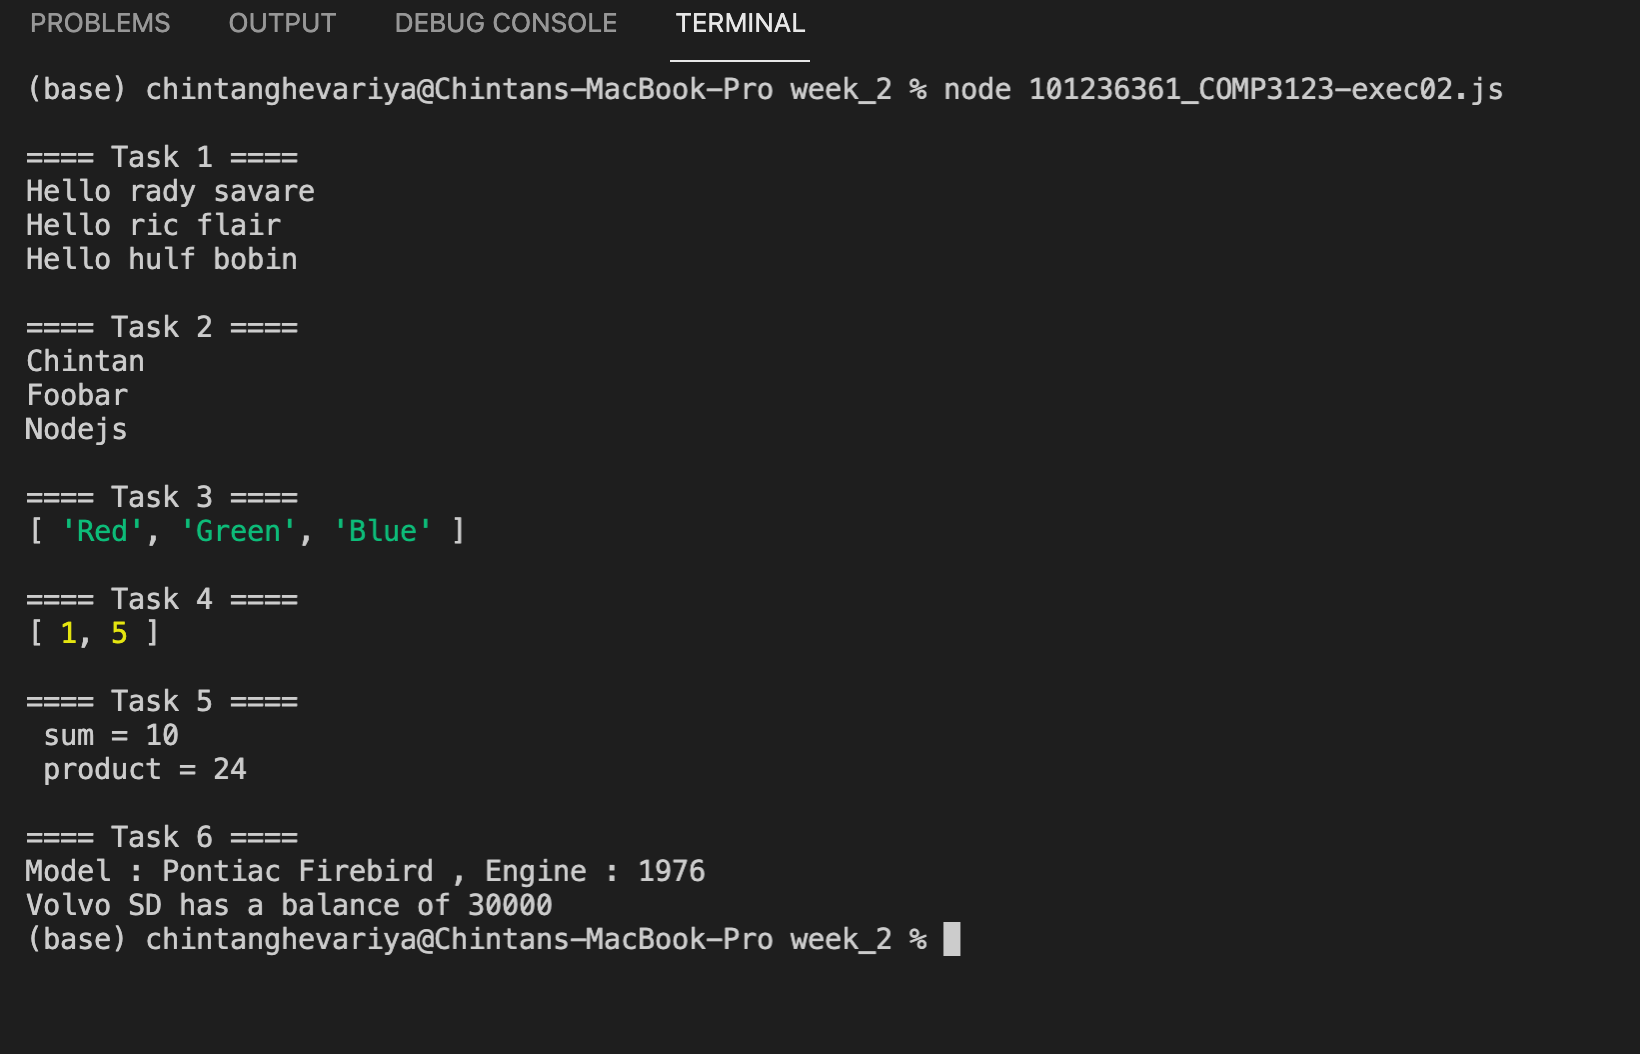 PROBLEMS OUTPUT DEBUG CONSOLE TERMINAL
(base) chintanghevariya@Chintans-MacBook-Pro week_2 % node 101236361_COMP3123-exec02.js
==== Task 1 ====
Hello rady savare
Hello ric flair
Hello hulf bobin
==== Task 2 ====
Chintan
Foobar
Nodejs
==== Task 3 ====
[ 'Red', 'Green', 'Blue' ]
==== Task 4 ====
[ 1, 5 ]
==== Task 5 ====
sum = 10
product = 24
==== Task 6 ====
Model : Pontiac Firebird , Engine : 1976
Volvo SD has a balance of 30000
(base) chintanghevariya@Chintans-MacBook-Pro week_2 %